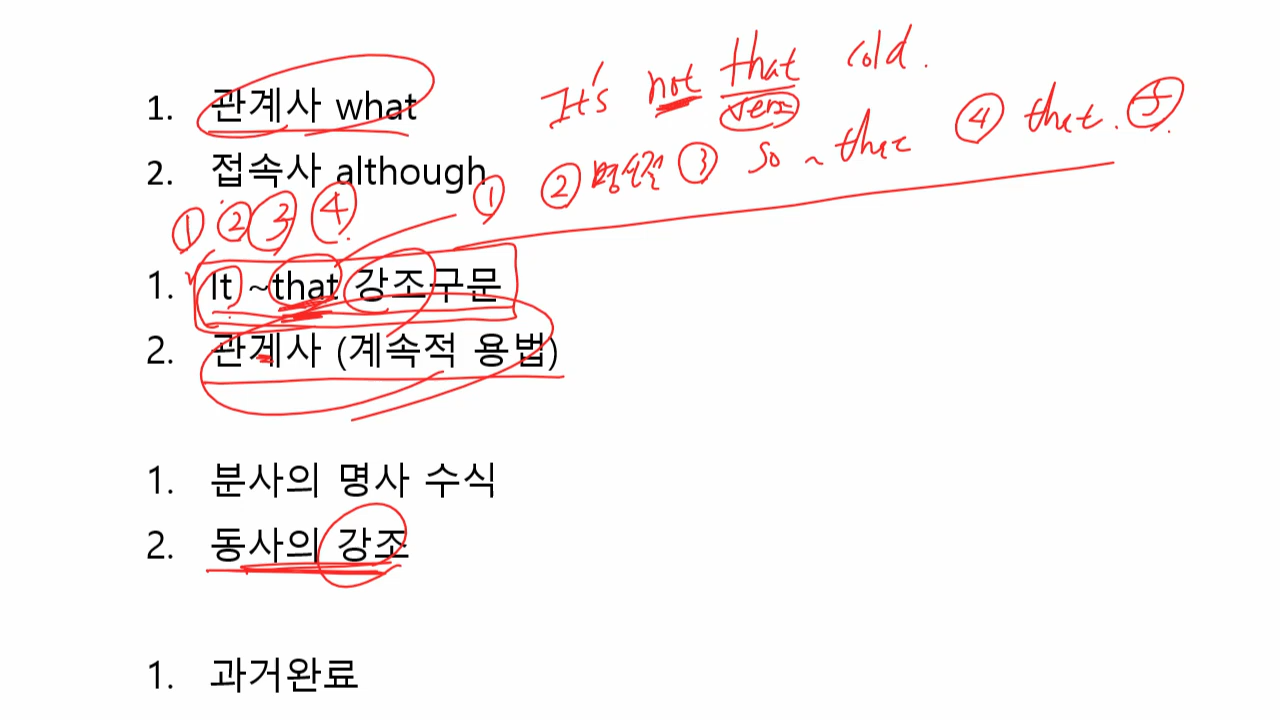 It's not that cold.
1. 관계사 what
very
2. 접속사 although
① ② 명사절 ③ so ~ that ④ that. ⑤
① ② ③ ④
1. It ~that 강조구문
2. 관계사 (계속적 용법)
1. 분사의 명사 수식
2. 동사의 강조
1. 과거완료